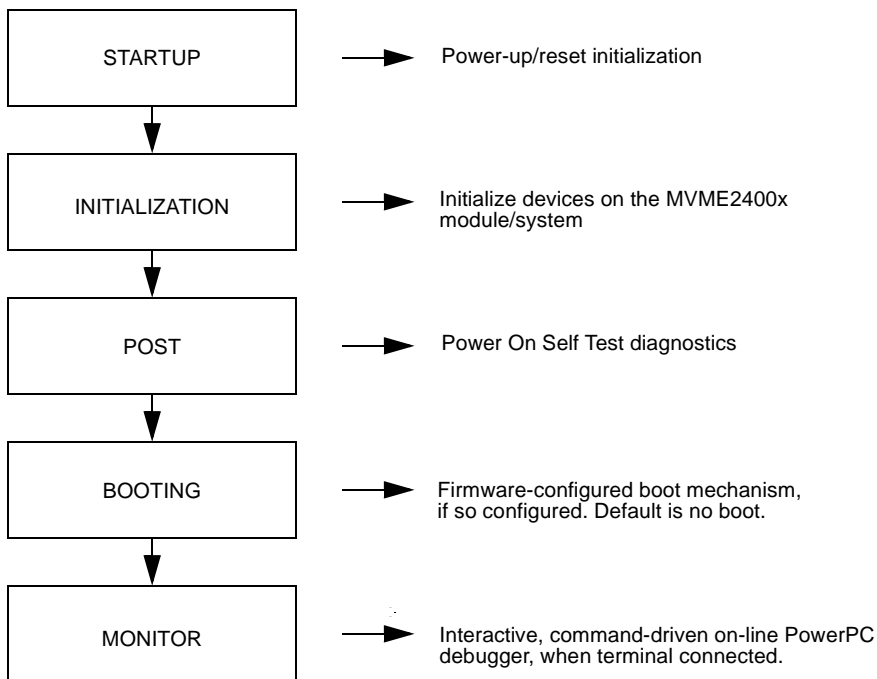 STARTUP
Power-up/reset initialization
INITIALIZATION
Initialize devices on the MVME2400x
module/system
POST
Power On Self Test diagnostics
BOOTING
Firmware-configured boot mechanism,
if so configured. Default is no boot.
MONITOR
Interactive, command-driven on-line PowerPC
debugger, when terminal connected.